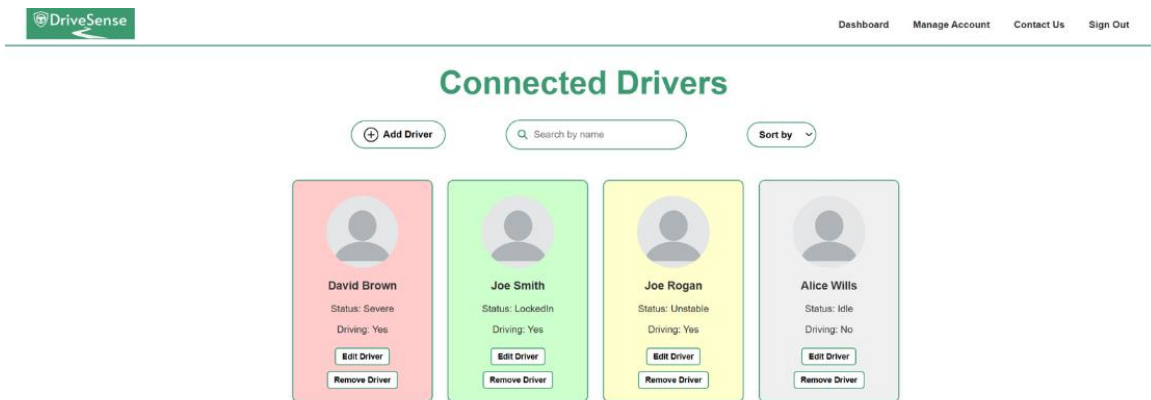 DriveSense
Dashboard Manage Account Contact Us Sign Out
Connected Drivers
Add Driver
Search by name
Sort by
David Brown
Status: Severe
Driving: Yes
Edit Driver
Remove Driver
Joe Smith
Status: LockedIn
Driving: Yes
Edit Driver
Remove Driver
Joe Rogan
Status: Unstable
Driving: Yes
Edit Driver
Remove Driver
Alice Wills
Status: Idle
Driving: No
Edit Driver
Remove Driver